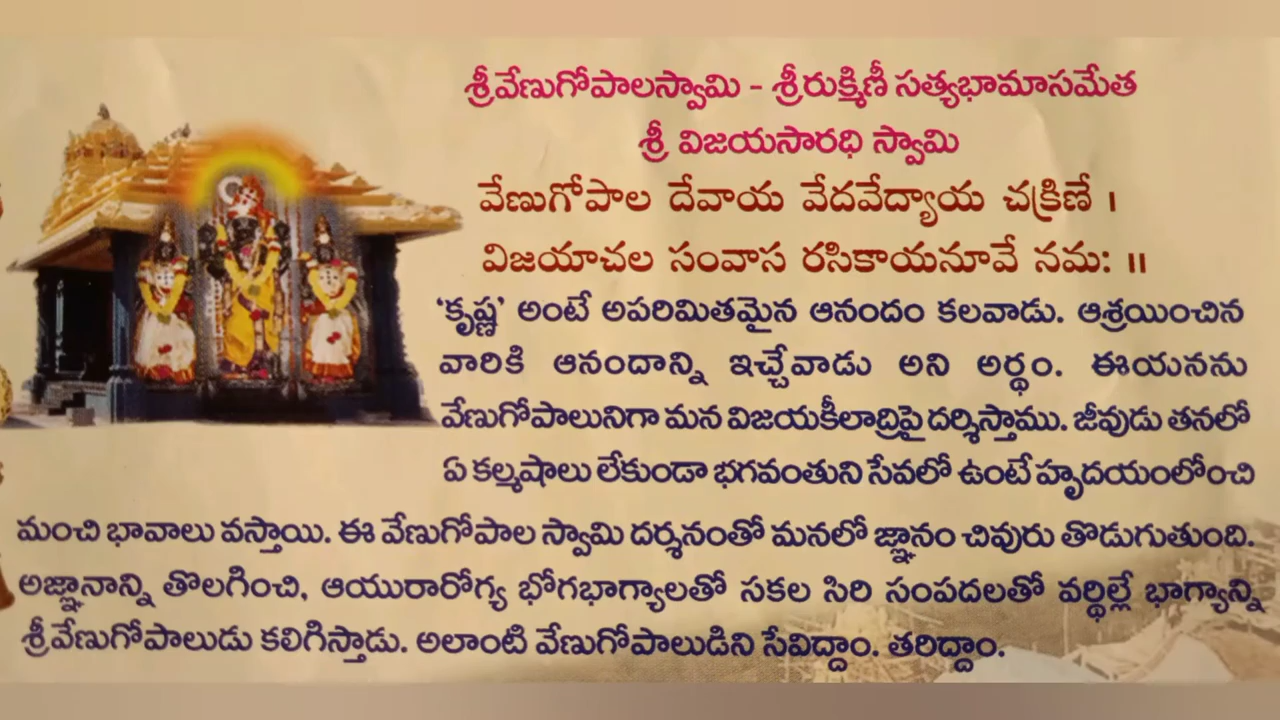 శ్రీవేణుగోపాలస్వామి - శ్రీరుక్మిణీ సత్యభామాసమేత
శ్రీ విజయసారధి స్వామి
వేణుగోపాల దేవాయ వేదవేద్యాయ చక్రిణే ।
విజయాచల సంవాస రసికాయనూవే నమః ॥
‘కృష్ణ’ అంటే అపరిమితమైన ఆనందం కలవాడు. ఆశ్రయించిన
వారికి ఆనందాన్ని ఇచ్చేవాడు అని అర్థం. ఈయనను
వేణుగోపాలునిగా మన విజయకీలాద్రిపై దర్శిస్తాము. జీవుడు తనలో
ఏ కల్మషాలు లేకుండా భగవంతుని సేవలో ఉంటే హృదయంలోంచి
మంచి భావాలు వస్తాయి. ఈ వేణుగోపాల స్వామి దర్శనంతో మనలో జ్ఞానం చివురు తొడుగుతుంది.
అజ్ఞానాన్ని తొలగించి, ఆయురారోగ్య భోగభాగ్యాలతో సకల సిరి సంపదలతో వర్థిల్లే భాగ్యాన్ని
శ్రీవేణుగోపాలుడు కలిగిస్తాడు. అలాంటి వేణుగోపాలుడిని సేవిద్దాం. తరిద్దాం.